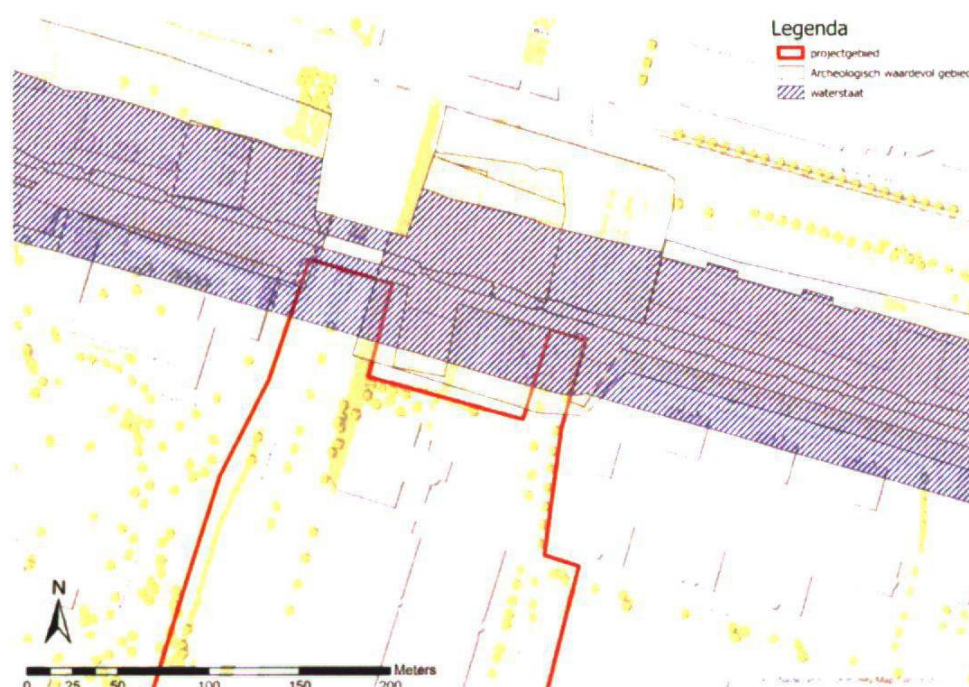 Legenda
projectgebied
Archeologisch waardevol gebied
waterstaat
N
Meters
0 25 50 100 150 200